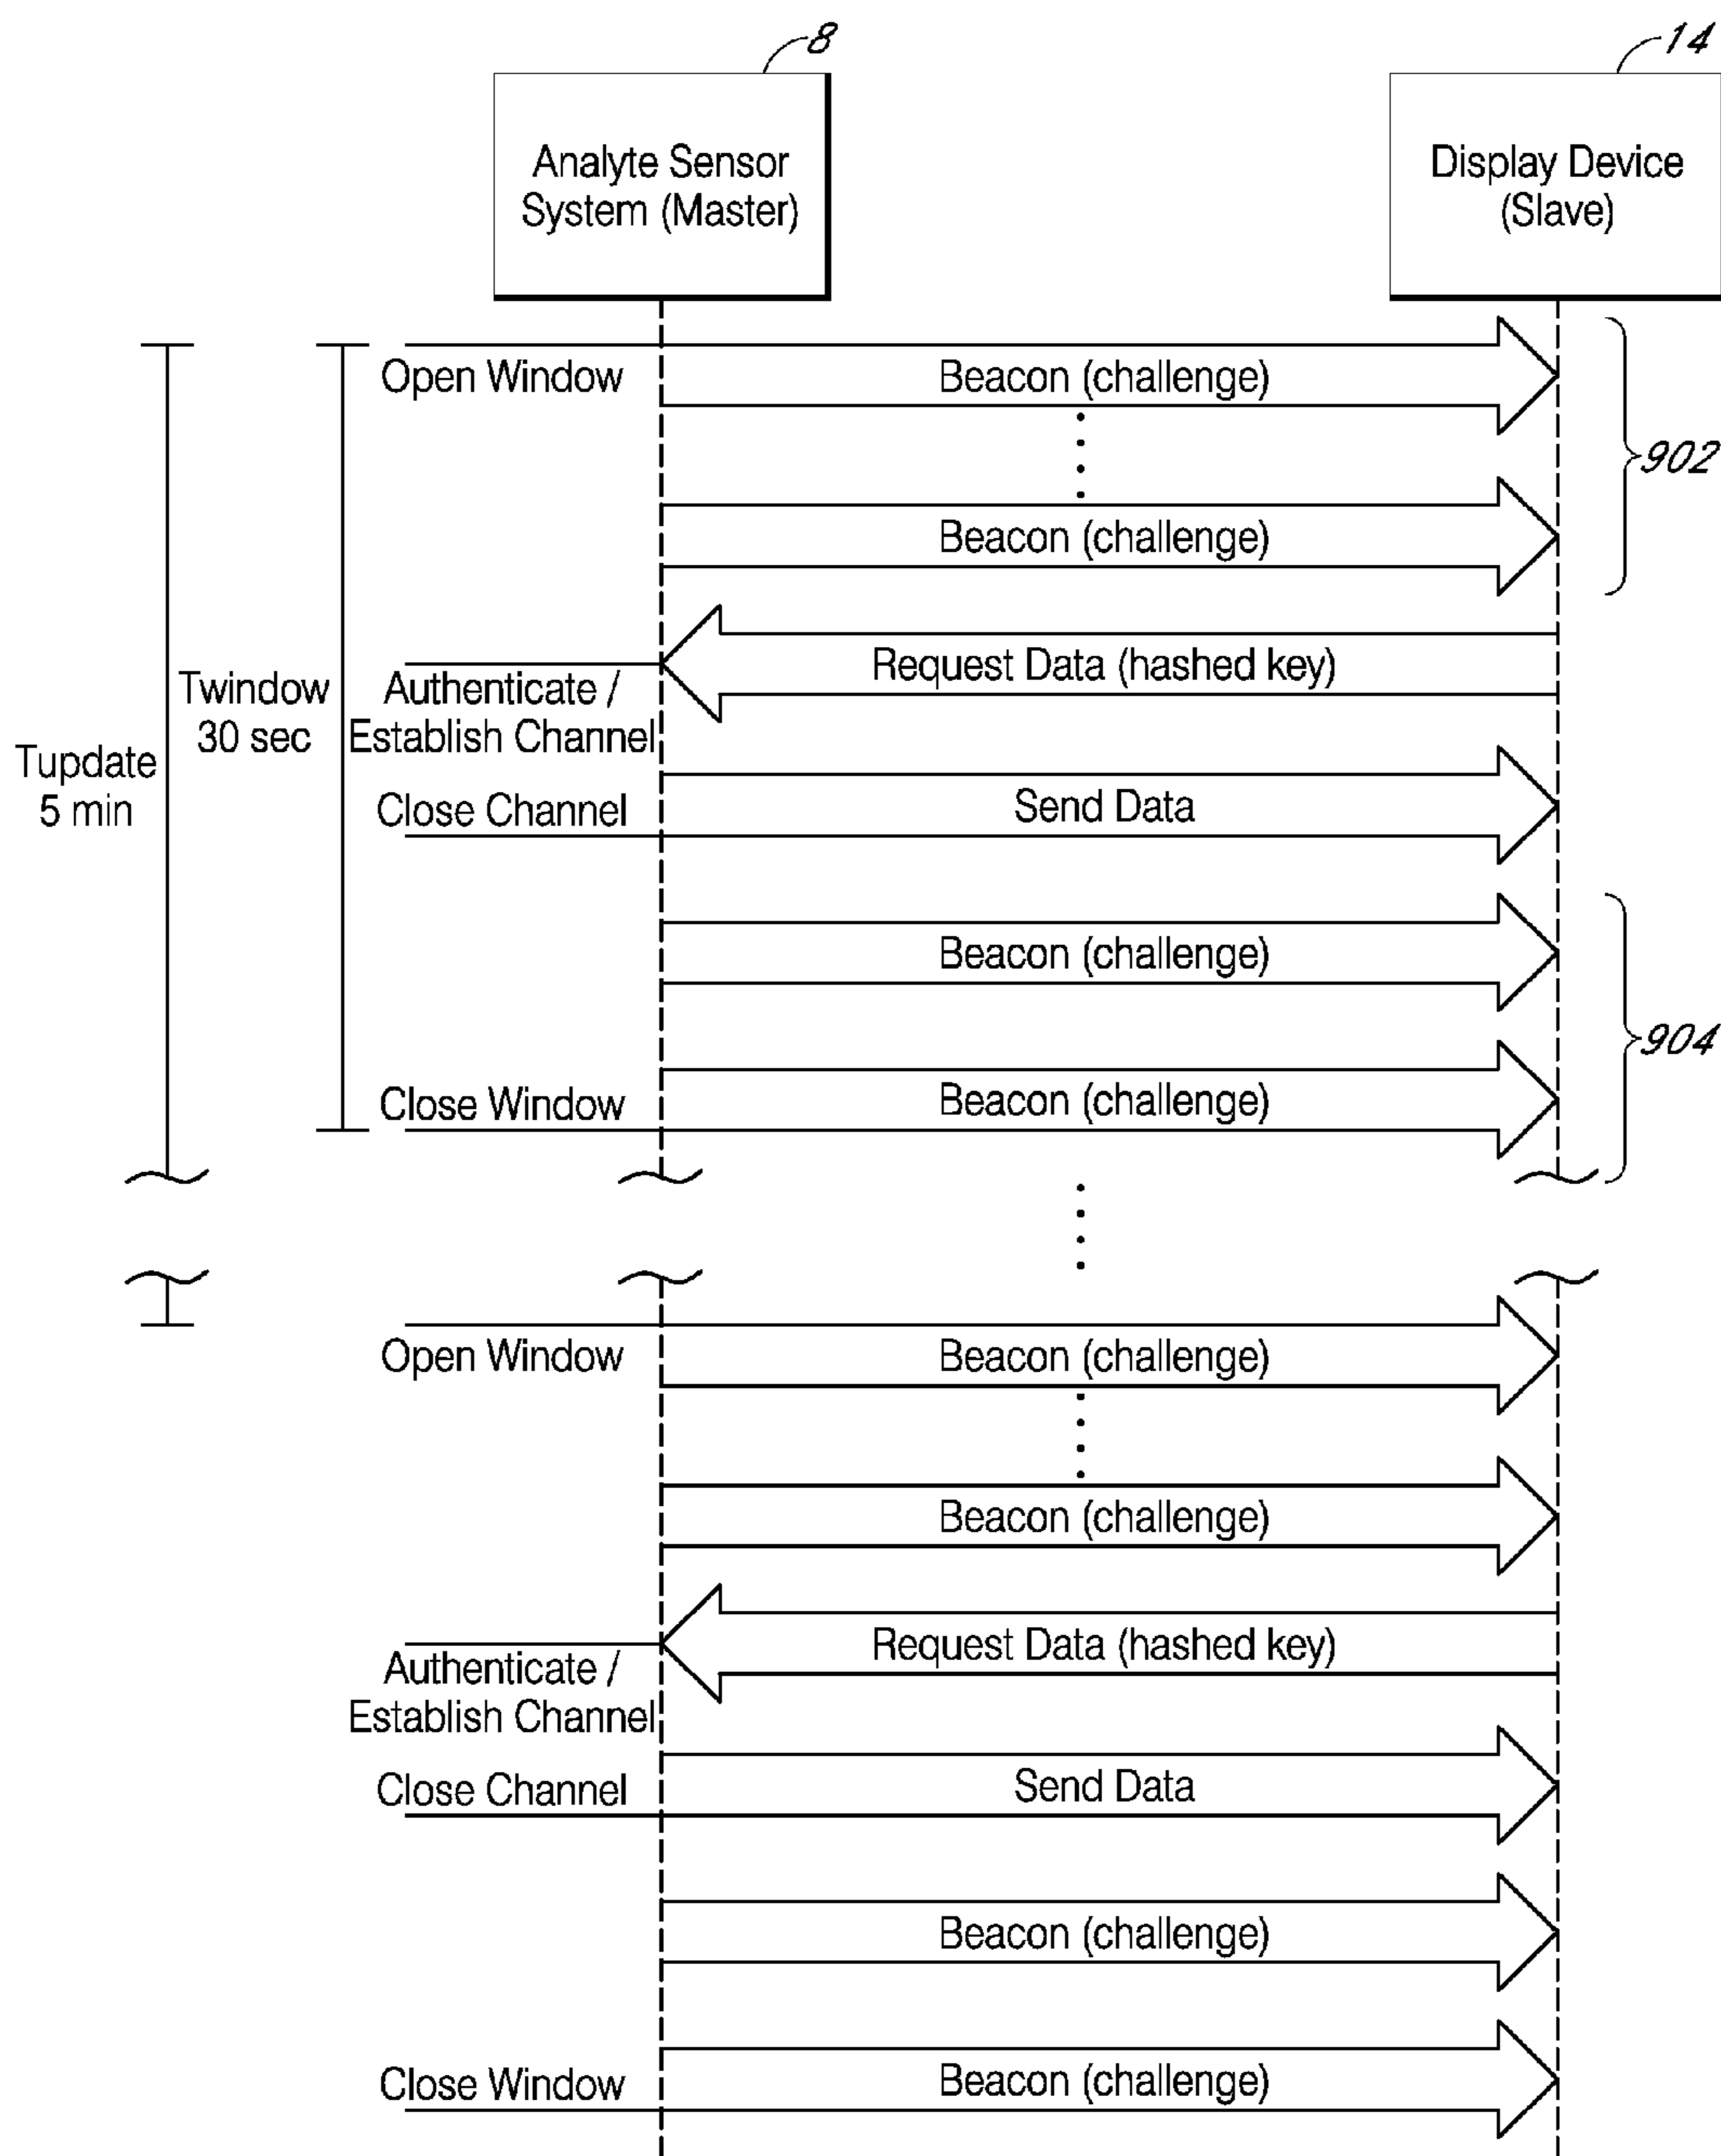 8
14
Analyte Sensor
System (Master)
Display Device
(Slave)
Open Window
Beacon (challenge)
902
Beacon (challenge)
Request Data (hashed key)
Twindow
30 sec
Authenticate /
Establish Channel
Tupdate
5 min
Close Channel
Send Data
Beacon (challenge)
904
Close Window
Beacon (challenge)
Open Window
Beacon (challenge)
Beacon (challenge)
Request Data (hashed key)
Authenticate /
Establish Channel
Close Channel
Send Data
Beacon (challenge)
Close Window
Beacon (challenge)